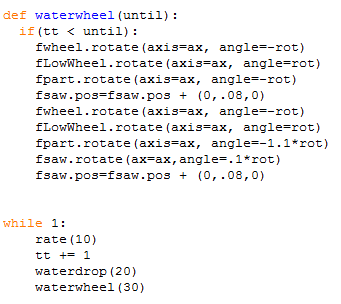 def waterwheel(until):
  if(tt < until):
    fwheel.rotate(axis=ax, angle=-rot)
    fLowWheel.rotate(axis=ax, angle=rot)
    fpart.rotate(axis=ax, angle=-rot)
    fsaw.pos=fsaw.pos + (0,.08,0)
    fwheel.rotate(axis=ax, angle=-rot)
    fLowWheel.rotate(axis=ax, angle=rot)
    fpart.rotate(axis=ax, angle=-1.1*rot)
    fsaw.rotate(ax=ax,angle=.1*rot)
    fsaw.pos=fsaw.pos + (0,.08,0)
while 1:
    rate(10)
    tt += 1
    waterdrop(20)
    waterwheel(30)